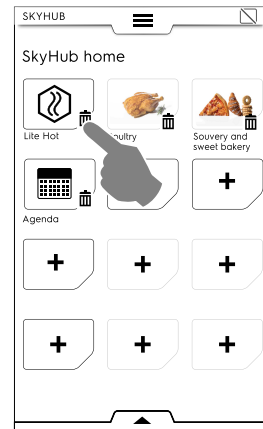 SKYHUB
SkyHub home
Lite Hot
oultry
Souvery and
sweet bakery
Agenda
+
+
+
+
+
+
+